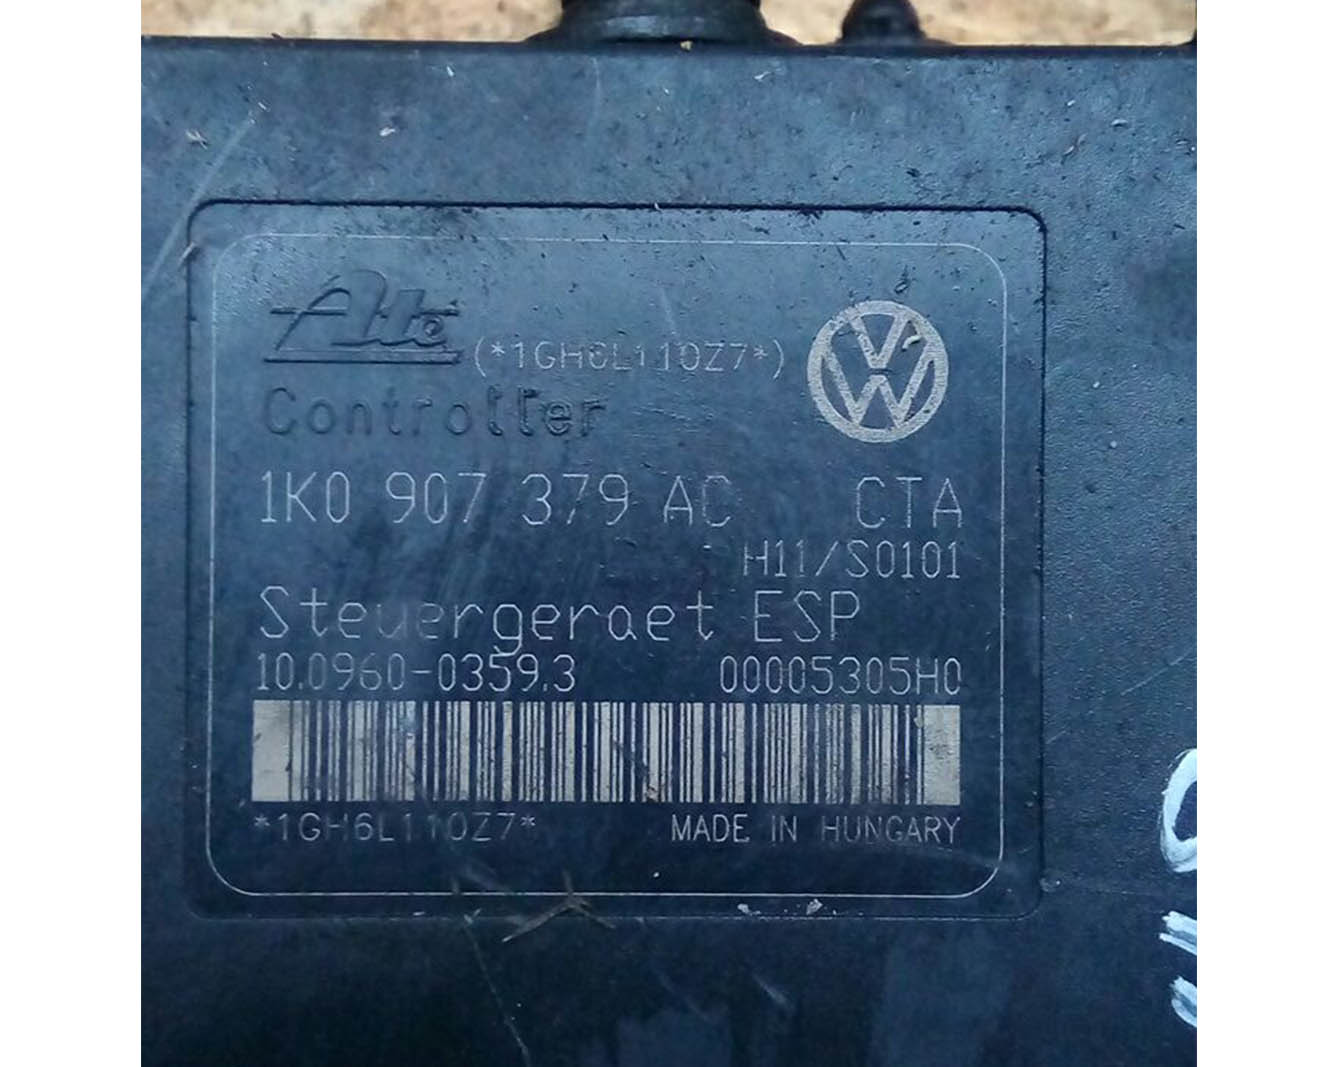 Ate
(*1GH6L110Z7*)
Controller
1K0 907 379 AC CTA
H11/S0101
Steuergeraet ESP
10.0960-0359.3 00005305H0
*1GH6L110Z7* MADE IN HUNGARY